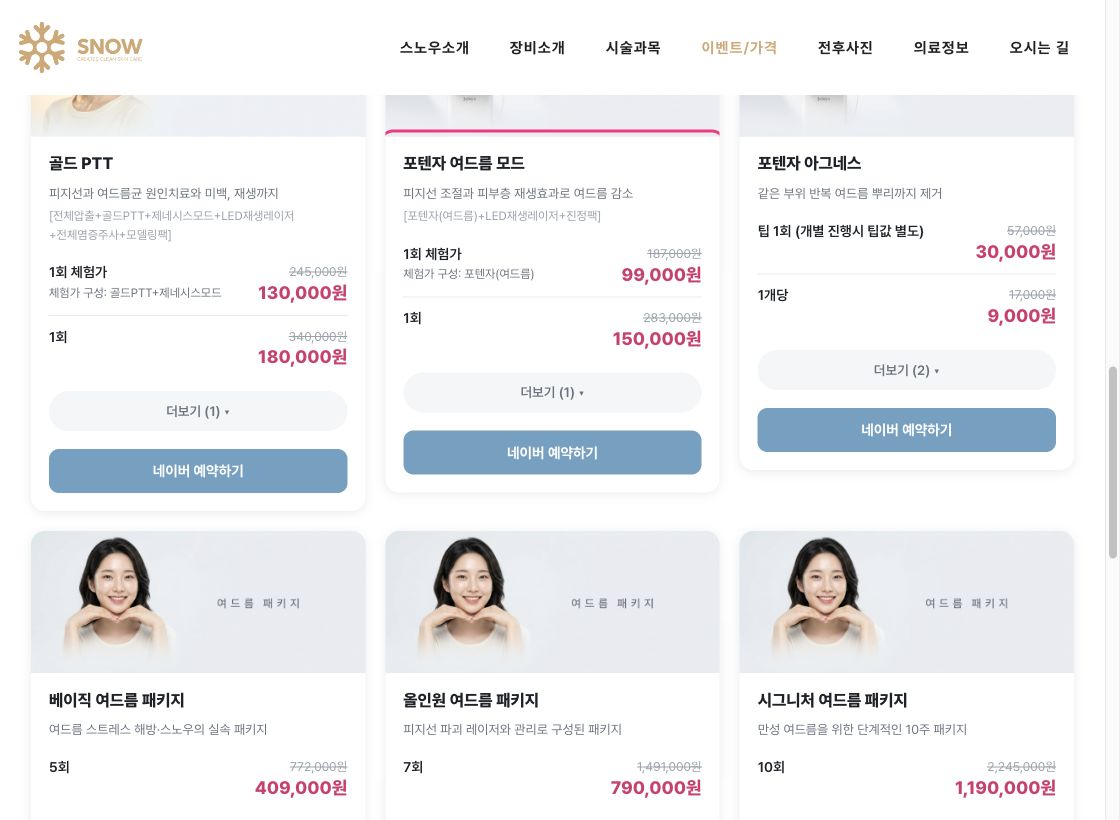 SNOW
CREATES CLEAN SKIN CARE
스노우소개
장비소개
시술과목
이벤트/가격
전후사진
의료정보
오시는 길
골드 PTT
피지선과 여드름균 원인치료와 미백, 재생까지
[전체압출+골드PTT+제네시스모드+LED재생레이저
+전체염증주사+모델링팩]
1회 체험가
245,000원
체험가 구성: 골드PTT+제네시스모드
130,000원
1회
340,000원
180,000원
더보기 (1) ▾
네이버 예약하기
포텐자 여드름 모드
피지선 조절과 피부층 재생효과로 여드름 감소
[포텐자(여드름)+LED재생레이저+진정팩]
1회 체험가
187,000원
체험가 구성: 포텐자(여드름)
99,000원
1회
283,000원
150,000원
더보기 (1) ▾
네이버 예약하기
포텐자 아그네스
같은 부위 반복 여드름 뿌리까지 제거
팁 1회 (개별 진행시 팁값 별도)
57,000원
30,000원
1개당
17,000원
9,000원
더보기 (2) ▾
네이버 예약하기
여드름 패키지
베이직 여드름 패키지
여드름 스트레스 해방·스노우의 실속 패키지
5회
772,000원
409,000원
여드름 패키지
올인원 여드름 패키지
피지선 파괴 레이저와 관리로 구성된 패키지
7회
1,491,000원
790,000원
여드름 패키지
시그니처 여드름 패키지
만성 여드름을 위한 단계적인 10주 패키지
10회
2,245,000원
1,190,000원